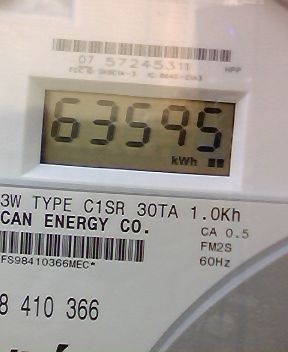 07 57245311
HPP
63595
kWh
3W TYPE C1SR 30TA 1.0Kh
CAN ENERGY CO.
CA 0.5
FM2S
60Hz
FS98410366MEC*
8 410 366